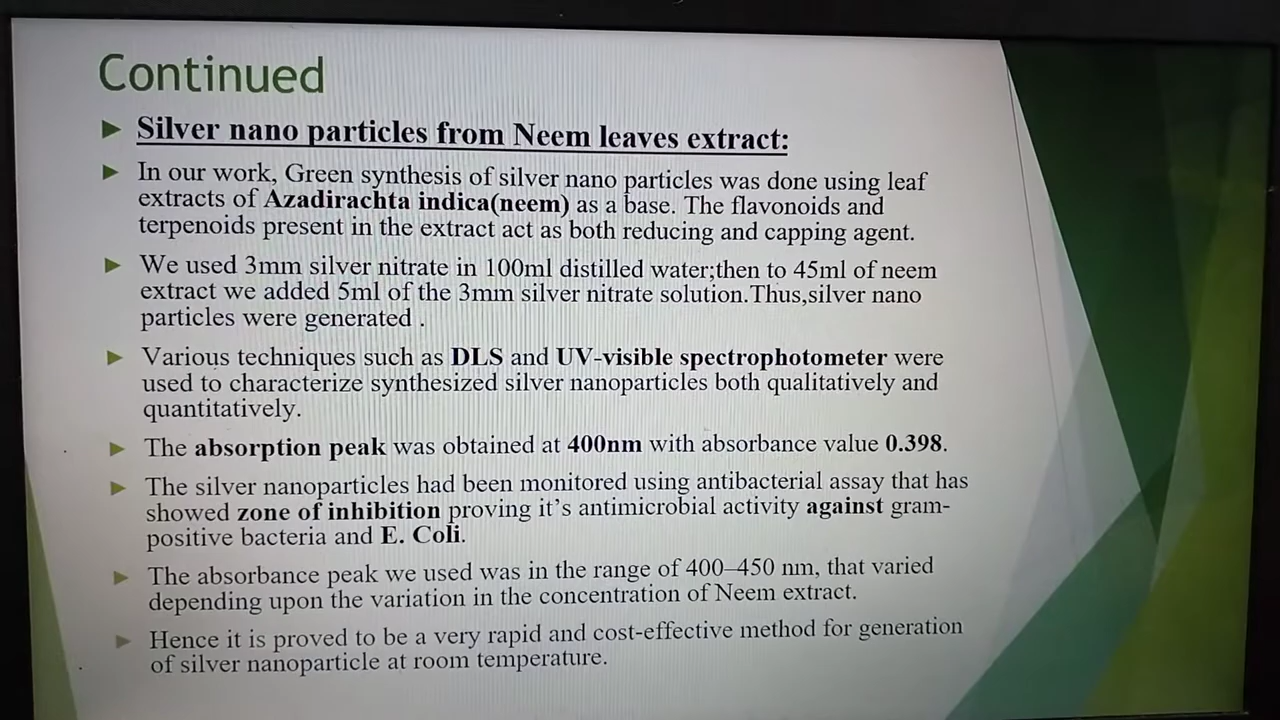 Continued
Silver nano particles from Neem leaves extract:
In our work, Green synthesis of silver nano particles was done using leaf
extracts of Azadirachta indica(neem) as a base. The flavonoids and
terpenoids present in the extract act as both reducing and capping agent.
We used 3mm silver nitrate in 100ml distilled water;then to 45ml of neem
extract we added 5ml of the 3mm silver nitrate solution.Thus,silver nano
particles were generated .
Various techniques such as DLS and UV-visible spectrophotometer were
used to characterize synthesized silver nanoparticles both qualitatively and
quantitatively.
The absorption peak was obtained at 400nm with absorbance value 0.398.
The silver nanoparticles had been monitored using antibacterial assay that has
showed zone of inhibition proving it's antimicrobial activity against gram-
positive bacteria and E. Coli.
The absorbance peak we used was in the range of 400–450 nm, that varied
depending upon the variation in the concentration of Neem extract.
Hence it is proved to be a very rapid and cost-effective method for generation
of silver nanoparticle at room temperature.